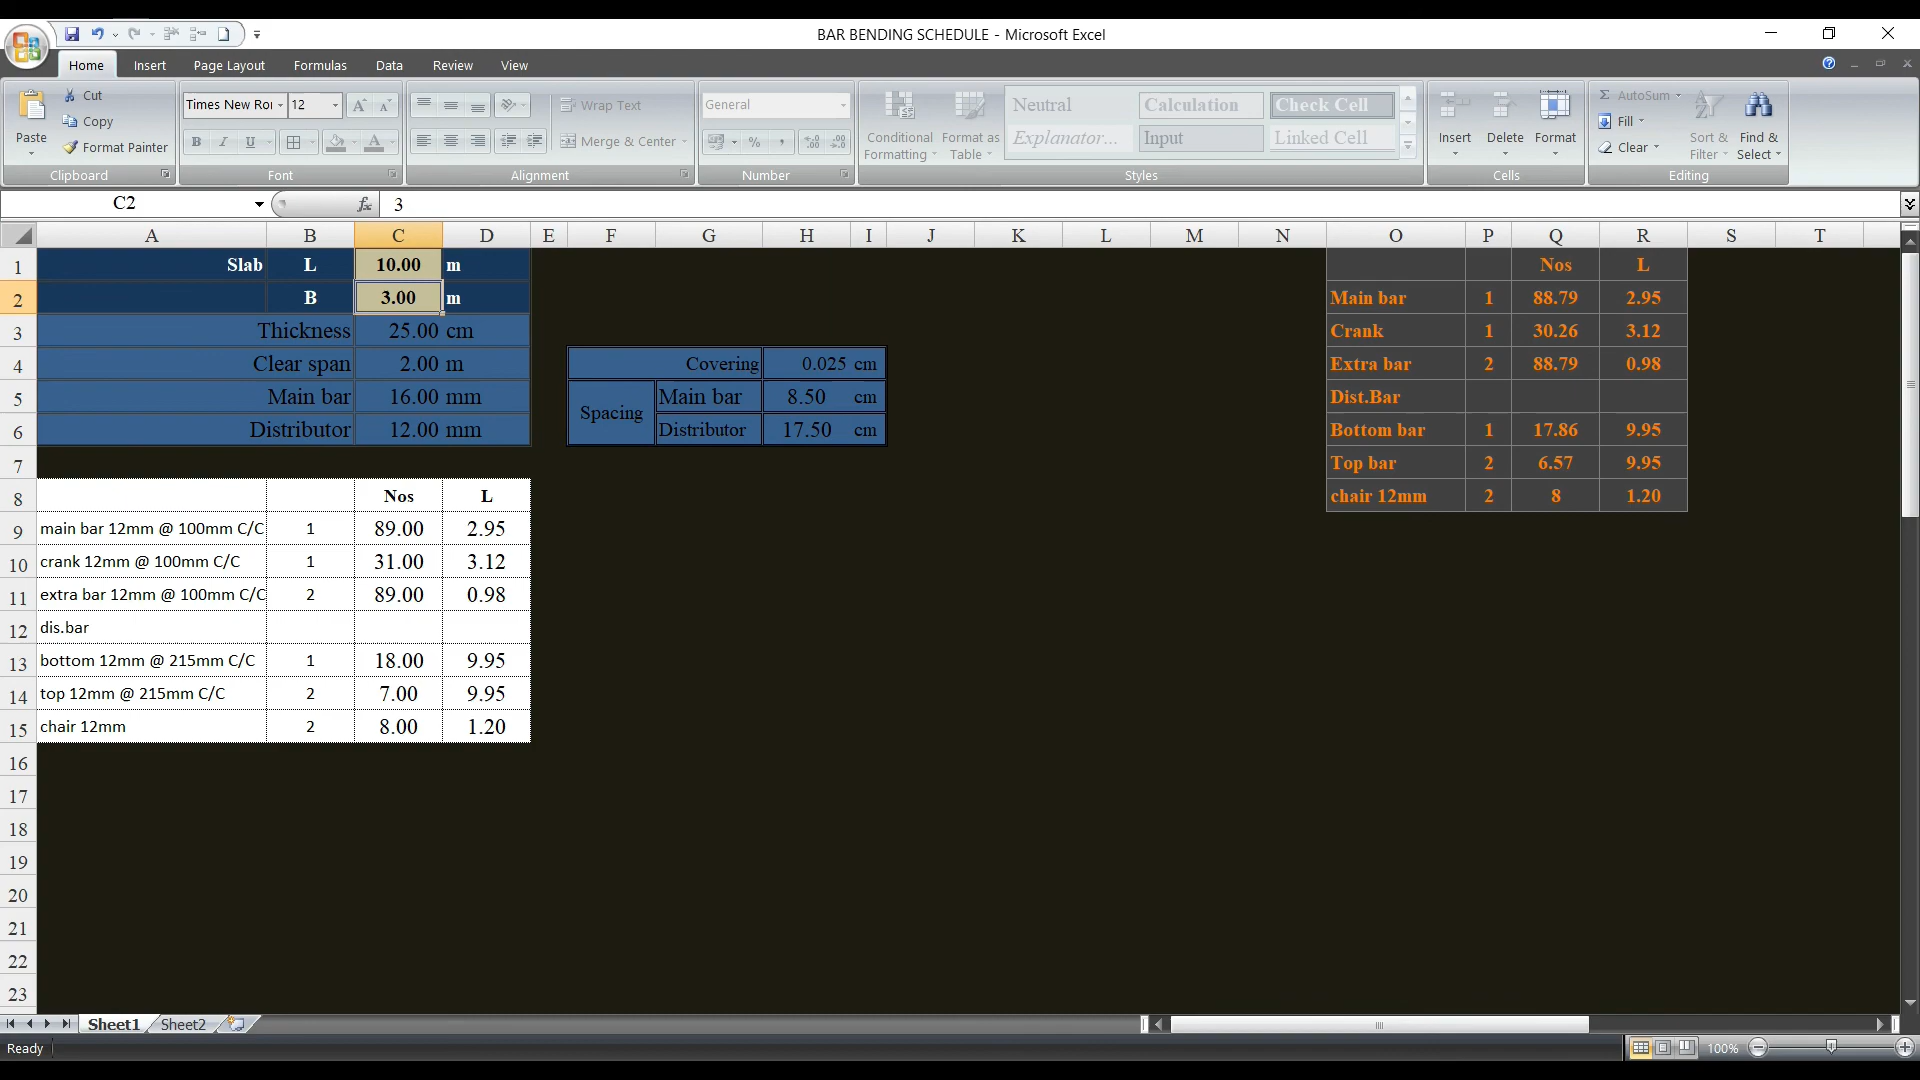 BAR BENDING SCHEDULE - Microsoft Excel
Home Insert Page Layout Formulas Data Review View
Paste
Cut
Copy
Format Painter
Clipboard
Times New Rou 12
B I U
Font
Wrap Text
Merge & Center
Alignment
General
Number
Conditional Formatting
Format as Table
Neutral Calculation Check Cell
Explanator... Input Linked Cell
Styles
Insert Delete Format
Cells
Σ AutoSum
Fill
Clear
Sort & Filter
Find & Select
Editing
C2 fx 3
A B C D E F G H I J K L M N O P Q R S T
1 Slab L 10.00 m Nos L
2 B 3.00 m Main bar 1 88.79 2.95
3 Thickness 25.00 cm Crank 1 30.26 3.12
4 Clear span 2.00 m Covering 0.025 cm Extra bar 2 88.79 0.98
5 Main bar 16.00 mm Spacing Main bar 8.50 cm Dist.Bar
6 Distributor 12.00 mm Distributor 17.50 cm Bottom bar 1 17.86 9.95
7 Top bar 2 6.57 9.95
8 Nos L chair 12mm 2 8 1.20
9 main bar 12mm @ 100mm C/C 1 89.00 2.95
10 crank 12mm @ 100mm C/C 1 31.00 3.12
11 extra bar 12mm @ 100mm C/C 2 89.00 0.98
12 dis.bar
13 bottom 12mm @ 215mm C/C 1 18.00 9.95
14 top 12mm @ 215mm C/C 2 7.00 9.95
15 chair 12mm 2 8.00 1.20
16
17
18
19
20
21
22
23
Sheet1 Sheet2
Ready 100%